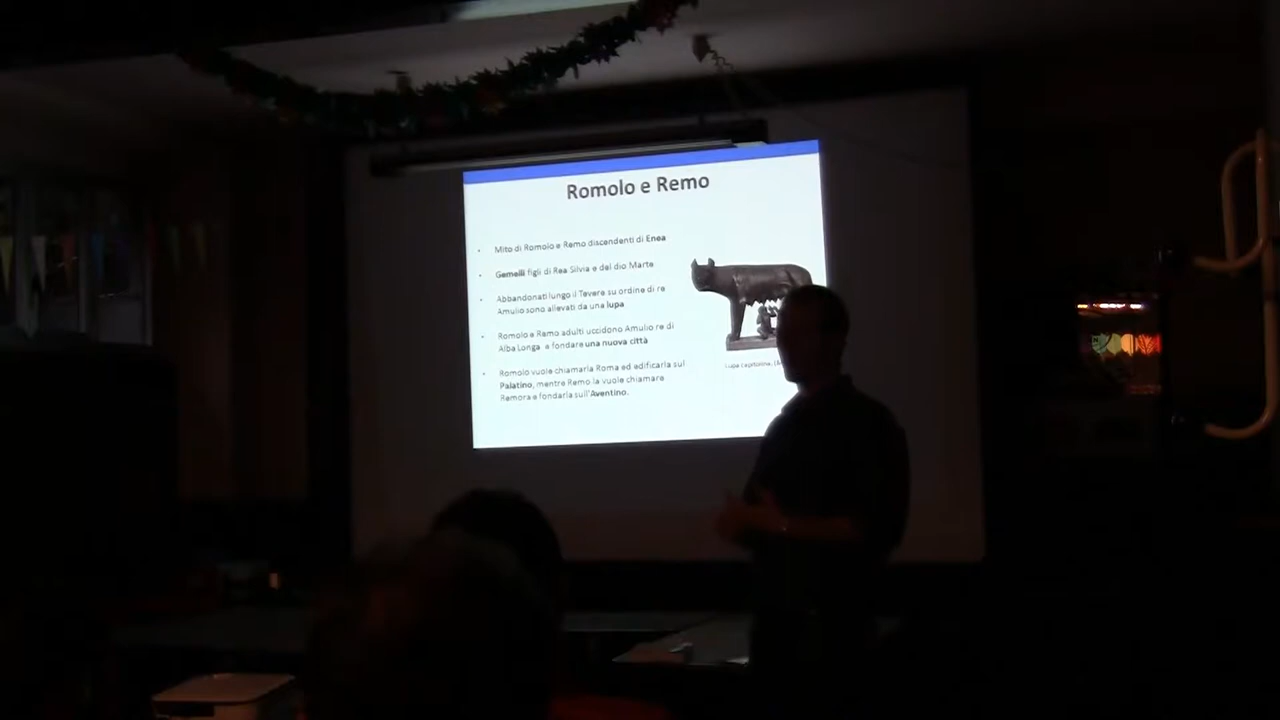 Romolo e Remo
Mito di Romolo e Remo discendenti di Enea
Gemelli figli di Rea Silvia e del dio Marte
Abbandonati lungo il Tevere su ordine di re
Amulio sono allevati da una lupa
Romolo e Remo adulti uccidono Amulio re di
Alba Longa e fondare una nuova città
Romolo vuole chiamarla Roma ed edificarla sul
Palatino, mentre Remo la vuole chiamare
Remora e fondarla sull'Aventino.
Lupa capitolina,